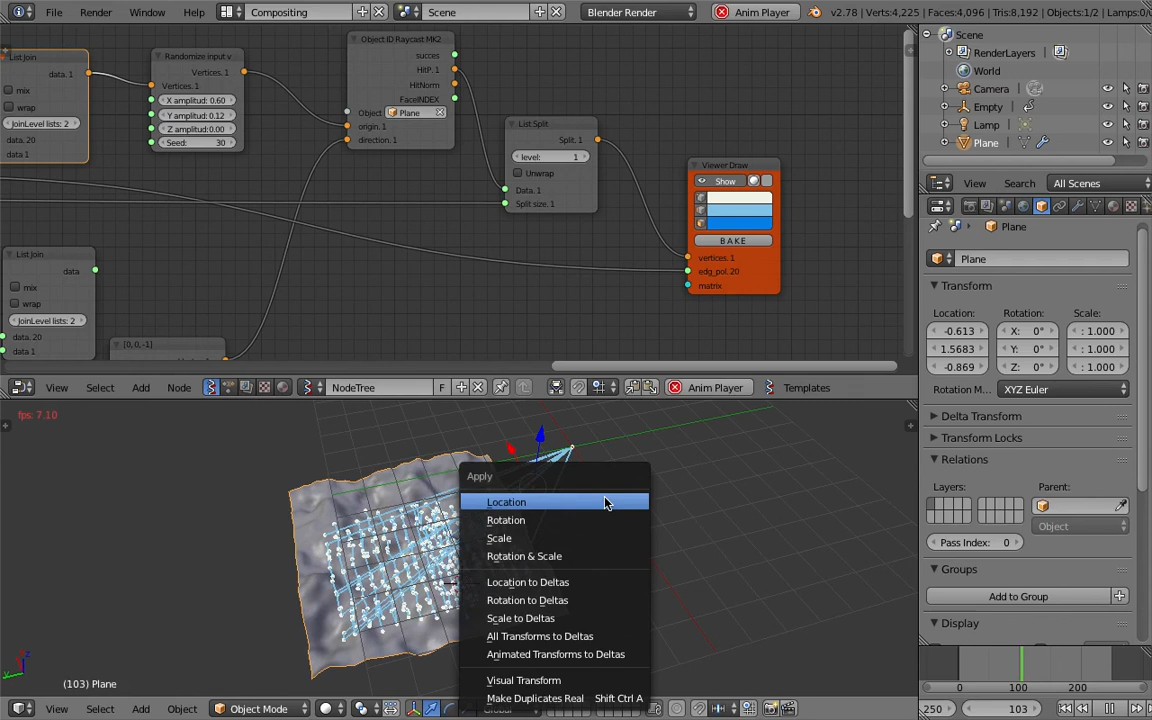 File
Render
Window
Help
Compositing
Scene
Blender Render
Anim Player
v2.78 | Verts:4,225 | Faces:4,096 | Tris:8,192 | Objects:1/2 | Lamps:0/
List Join
data. 1
mix
wrap
JoinLevel lists: 2
data. 20
data 1
Randomize input v
Vertices. 1
Vertices. 1
X amplitud: 0.60
Y amplitud: 0.12
Z amplitud:0.00
Seed: 30
Object ID Raycast MK2
succes
HitP. 1
HitNorm
FaceINDEX
Object
Plane
origin. 1
direction. 1
List Split
Split. 1
level: 1
Unwrap
Data. 1
Split size. 1
Viewer Draw
Show
BAKE
vertices. 1
edg_pol. 20
matrix
List Join
data
mix
wrap
JoinLevel lists: 2
data. 20
data 1
[0,0,-1]
View
Select
Add
Node
NodeTree
F
Anim Player
Templates
fps: 7.10
(103) Plane
Apply
Location
Rotation
Scale
Rotation & Scale
Location to Deltas
Rotation to Deltas
Scale to Deltas
All Transforms to Deltas
Animated Transforms to Deltas
Visual Transform
Make Duplicates Real Shift Ctrl A
View
Select
Add
Object
Object Mode
Scene
RenderLayers
World
Camera
Empty
Lamp
Plane
View
Search
All Scenes
Plane
Plane
Transform
Location:
Rotation:
Scale:
-0.613
X: 0°
: 1.000
1.5683
Y: 0°
: 1.000
-0.869
Z: 0°
: 1.000
Rotation M...
XYZ Euler
Delta Transform
Transform Locks
Relations
Layers:
Parent:
Object
Pass Index: 0
Groups
Add to Group
Display
0
100
200
250
103